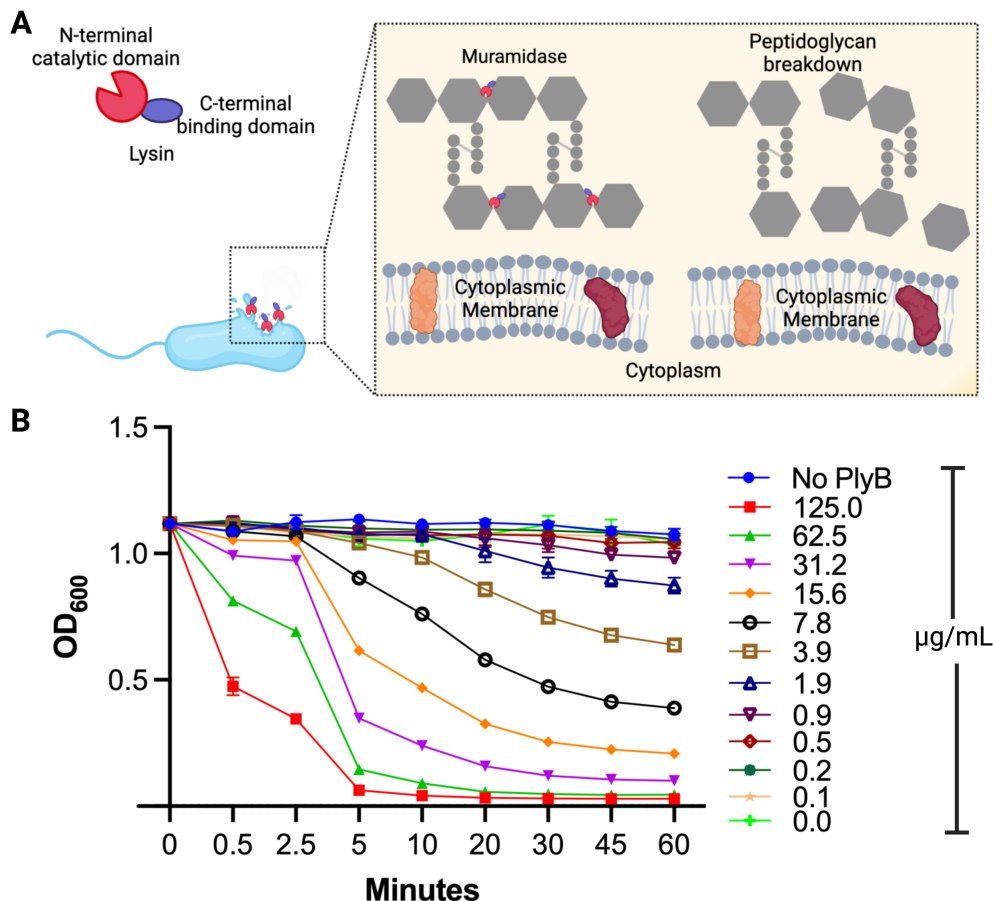 A
N-terminal
catalytic domain
C-terminal
binding domain
Lysin
Muramidase
Peptidoglycan
breakdown
Cytoplasmic
Membrane
Cytoplasmic
Membrane
Cytoplasm
B
1.5
1.0
0.5
OD600
0 0.5 2.5 5 10 20 30 45 60
Minutes
No PlyB
125.0
62.5
31.2
15.6
7.8
3.9
1.9
0.9
0.5
0.2
0.1
0.0
µg/mL